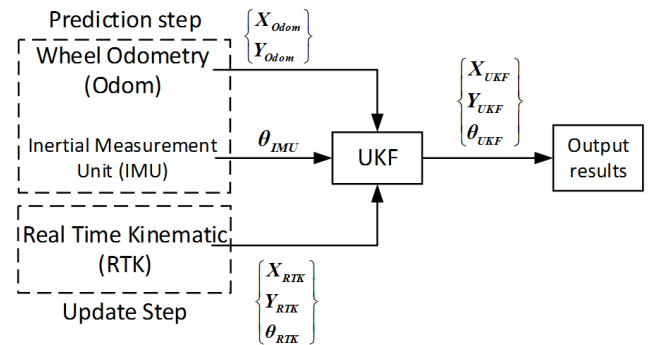 Prediction step
Wheel Odometry
(Odom)
X_Odom
Y_Odom
Inertial Measurement
Unit (IMU)
θ_IMU
UKF
X_UKF
Y_UKF
θ_UKF
Output
results
Real Time Kinematic
(RTK)
X_RTK
Y_RTK
θ_RTK
Update Step